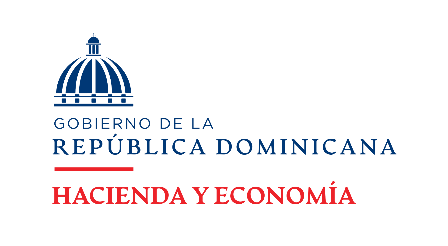 GOBIERNO DE LA
REPÚBLICA DOMINICANA
HACIENDA Y ECONOMÍA